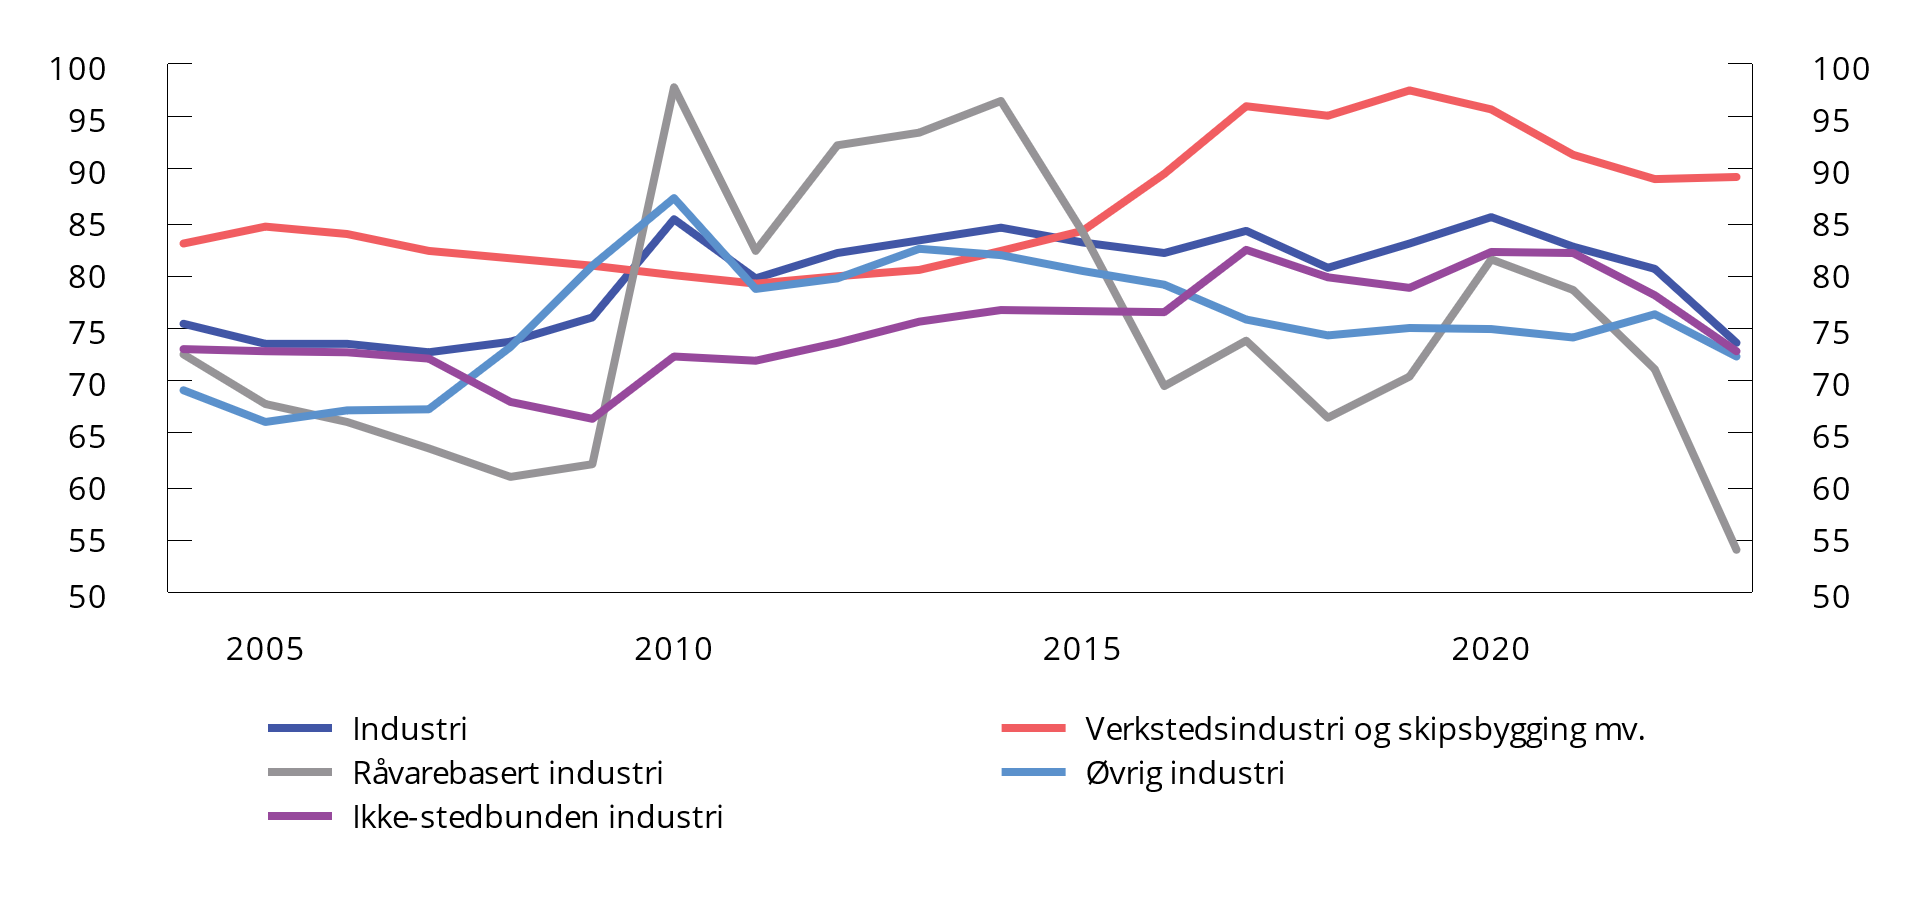 100 100
95 95
90 90
85 85
80 80
75 75
70 70
65 65
60 60
55 55
50 50
2005 2010 2015 2020
Industri Verkstedsindustri og skipsbygging mv.
Råvarebasert industri Øvrig industri
Ikke-stedbunden industri